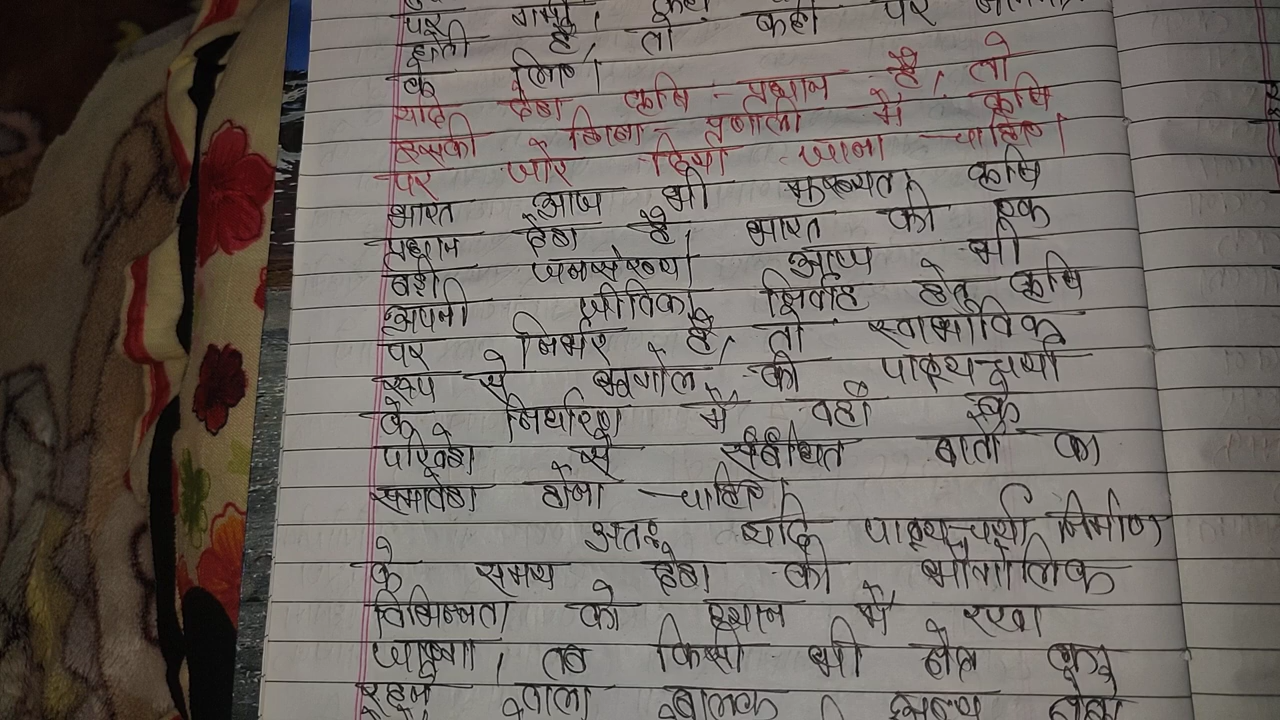 होती है, तो कही पर
के लिए।
यदि देश कृषि - प्रधान है, तो
इसकी शिक्षा प्रणाली में कृषि
पर जोर दिया जाना चाहिए।
भारत आज भी मुख्यतः कृषि
प्रधान देश है, भारत की एक
बड़ी जनसंख्या आज भी
अपनी जीविका निर्वाह हेतु कृषि
पर निर्भर है, तो स्वाभाविक
रूप से भूगोल की पाठ्यचर्या
के निर्धारण में वहाँ के
परिवेश से संबंधित बातों का
समावेश होना चाहिए।
अतः यदि पाठ्यचर्या निर्माण
के समय देश की भौगोलिक
विभिन्नता को ध्यान में रखा
जाएगा, तब किसी भी क्षेत्र
रहने वाला बालक